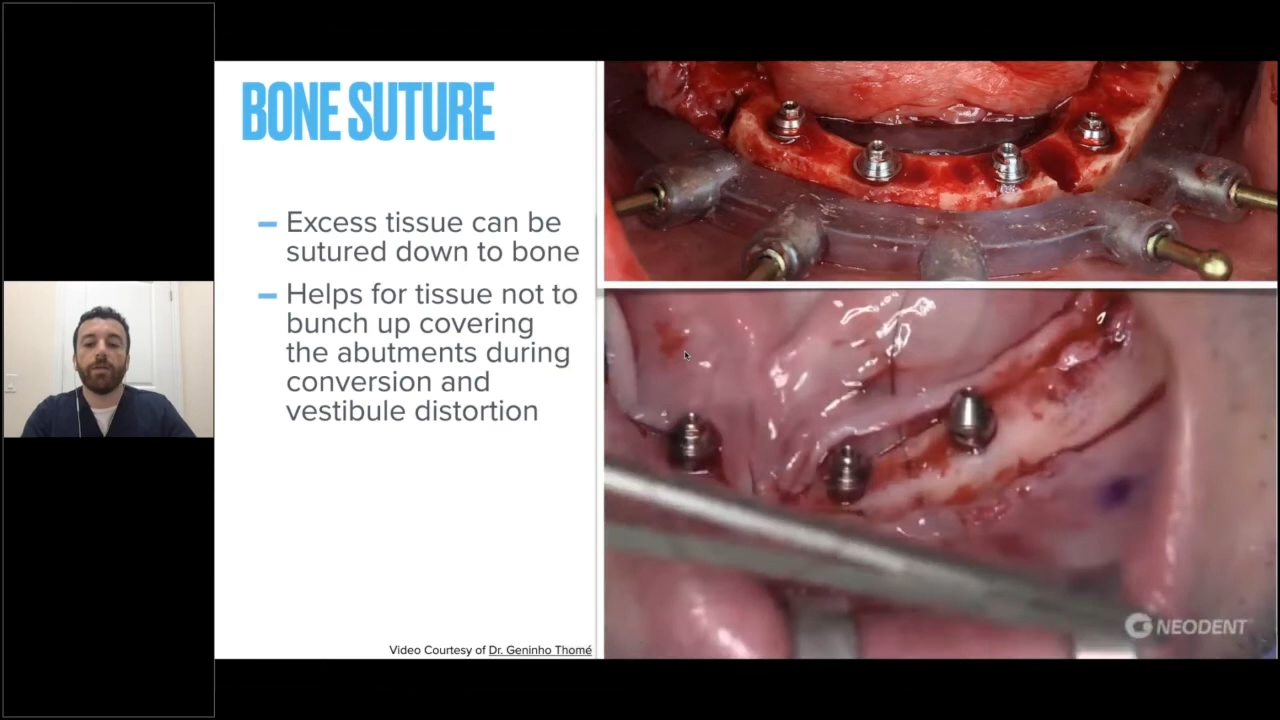 BONE SUTURE
– Excess tissue can be
sutured down to bone
– Helps for tissue not to
bunch up covering
the abutments during
conversion and
vestibule distortion
Video Courtesy of Dr. Geninho Thomé
NEODENT